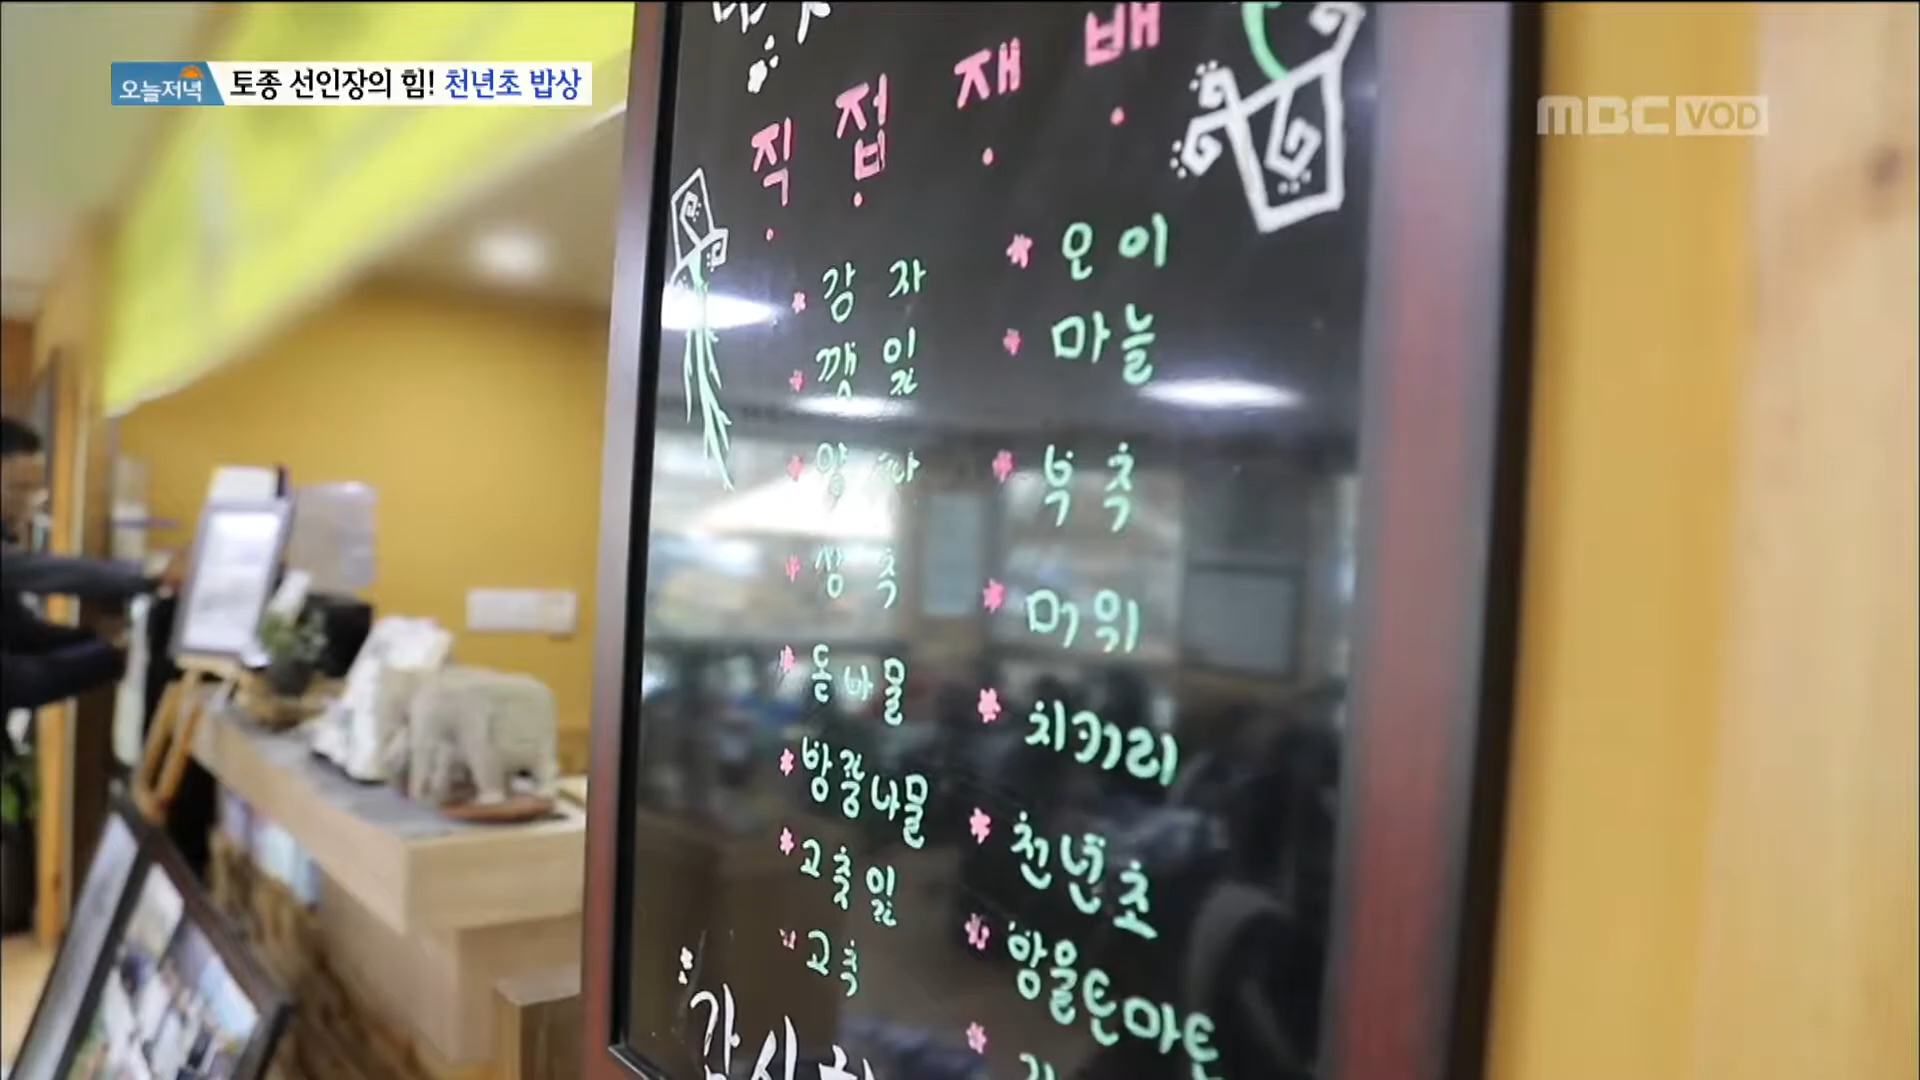 오늘저녁 토종 선인장의 힘! 천년초 밥상
MBC VOD
직접재배
감자
깻잎
양파
상추
돌나물
방풍나물
고춧잎
고추
오이
마늘
부추
머위
치커리
천년초
방울토마토